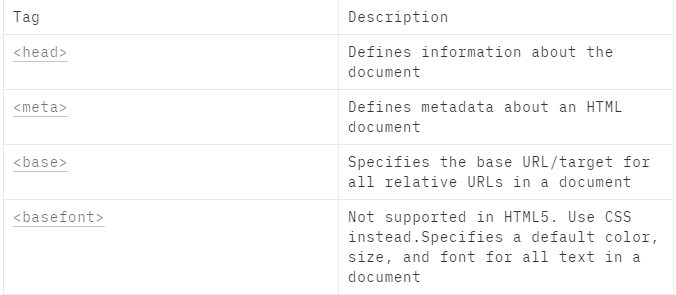 Tag Description
<head> Defines information about the
document
<meta> Defines metadata about an HTML
document
<base> Specifies the base URL/target for
all relative URLs in a document
<basefont> Not supported in HTML5. Use CSS
instead.Specifies a default color,
size, and font for all text in a
document